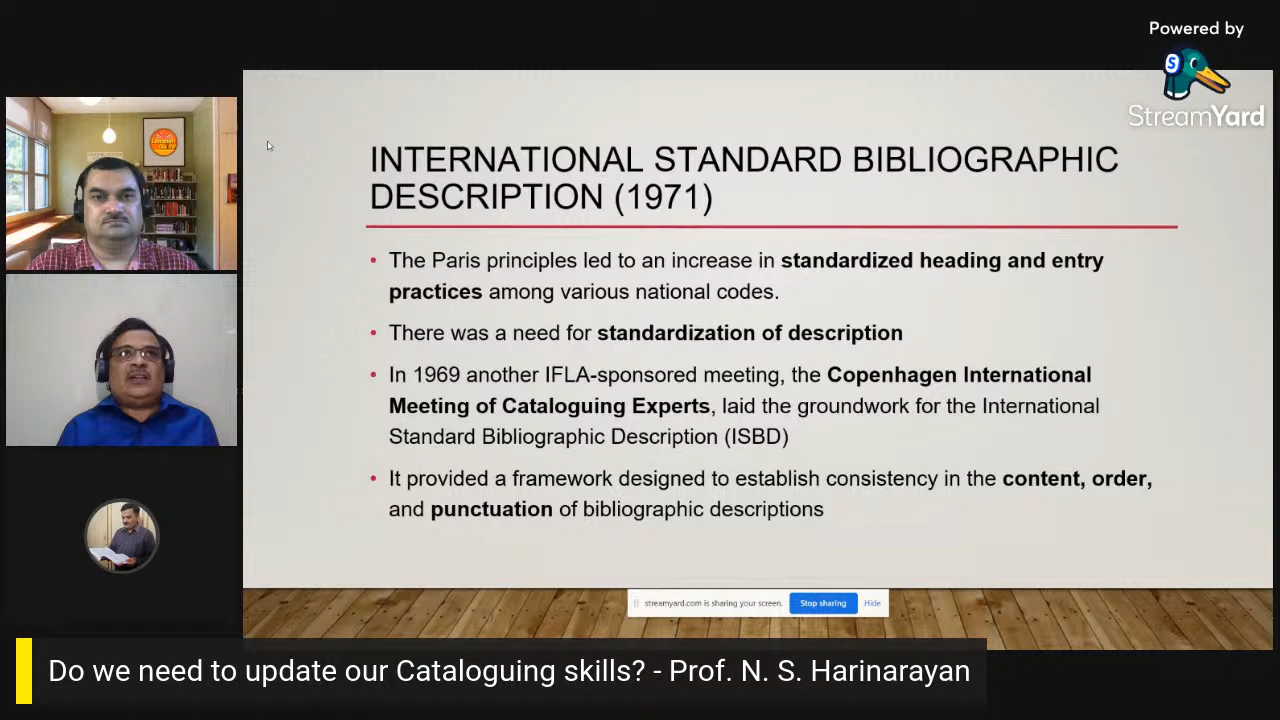 Powered by
StreamYard
INTERNATIONAL STANDARD BIBLIOGRAPHIC
DESCRIPTION (1971)
• The Paris principles led to an increase in standardized heading and entry
practices among various national codes.
• There was a need for standardization of description
• In 1969 another IFLA-sponsored meeting, the Copenhagen International
Meeting of Cataloguing Experts, laid the groundwork for the International
Standard Bibliographic Description (ISBD)
• It provided a framework designed to establish consistency in the content, order,
and punctuation of bibliographic descriptions
streamyard.com is sharing your screen. Stop sharing Hide
Do we need to update our Cataloguing skills? - Prof. N. S. Harinarayan